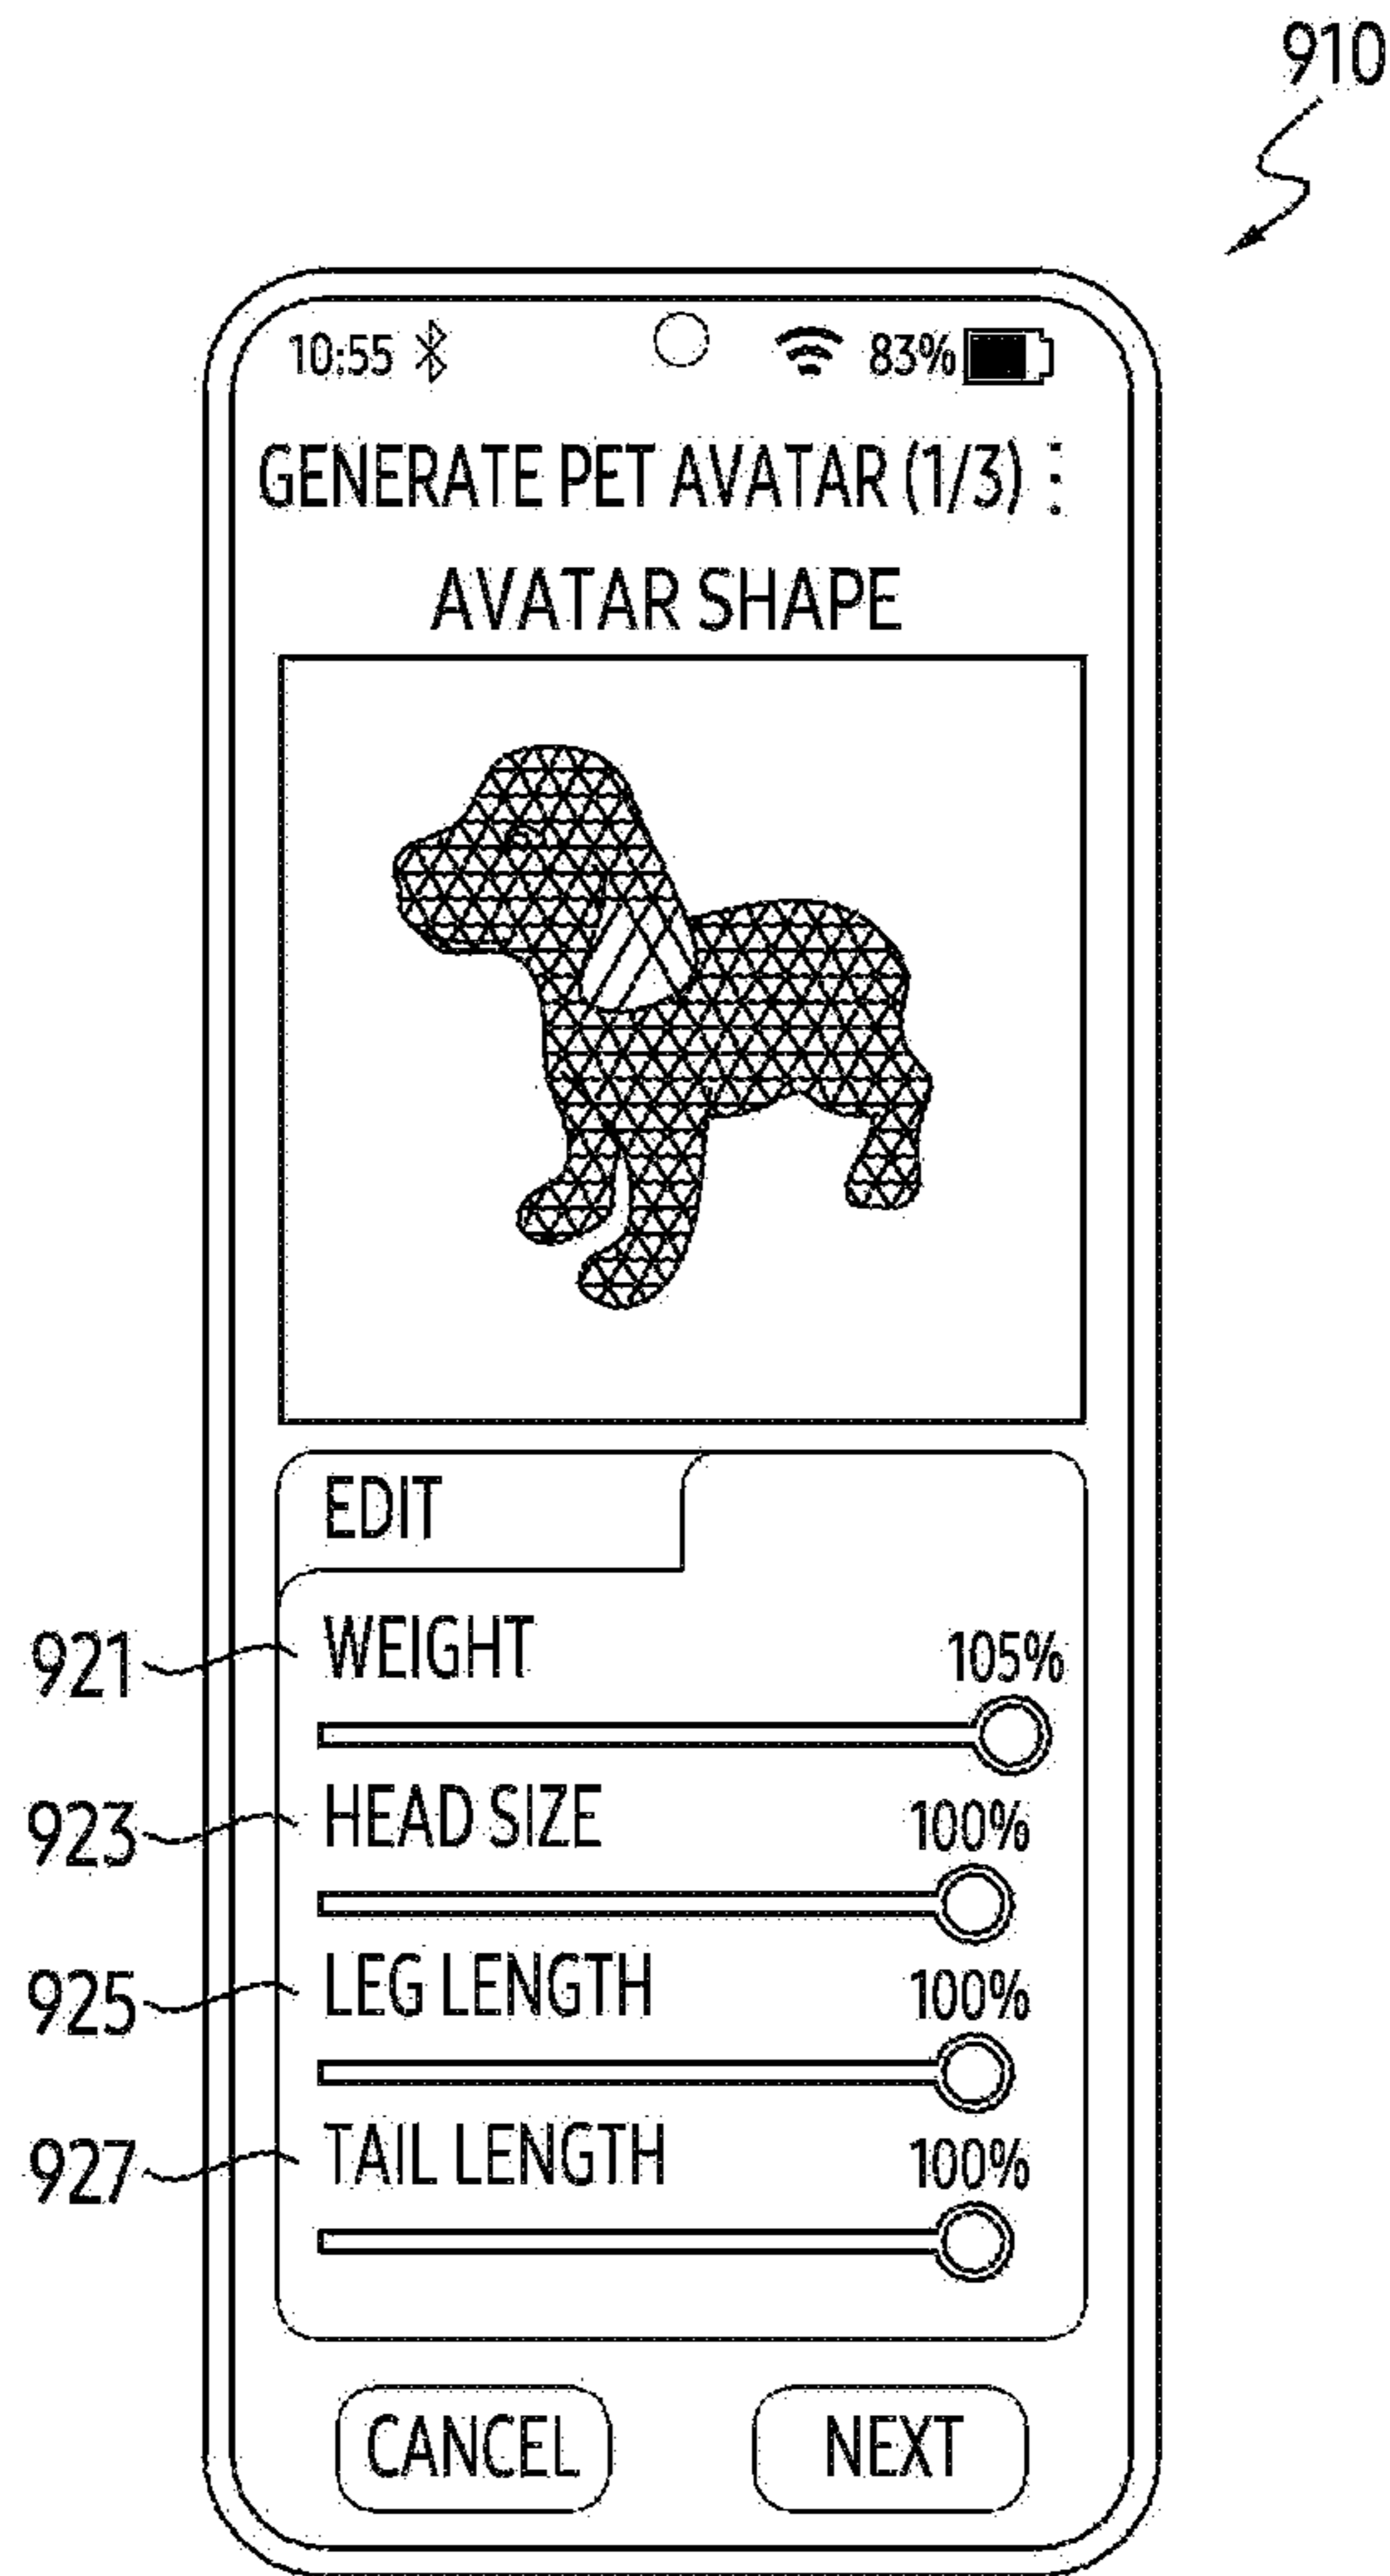 910
10:55 83%
GENERATE PET AVATAR (1/3)
AVATAR SHAPE
EDIT
921 WEIGHT 105%
923 HEAD SIZE 100%
925 LEG LENGTH 100%
927 TAIL LENGTH 100%
CANCEL NEXT